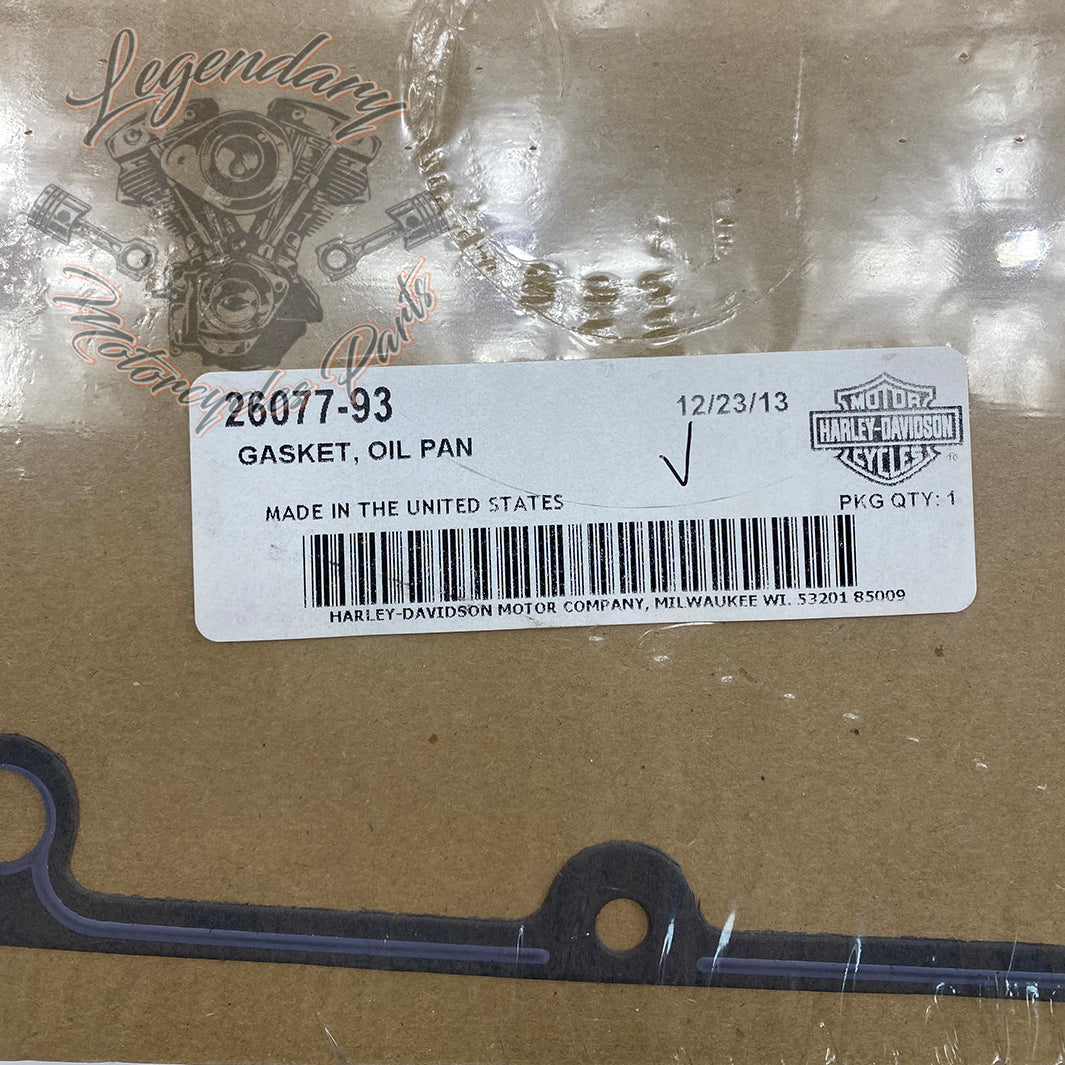 Legendary
Motorcycles Parts
26077-93
12/23/13
GASKET, OIL PAN
MADE IN THE UNITED STATES
PKG QTY: 1
MOTOR
HARLEY-DAVIDSON
CYCLES
®
HARLEY-DAVIDSON MOTOR COMPANY, MILWAUKEE WI. 53201 85009